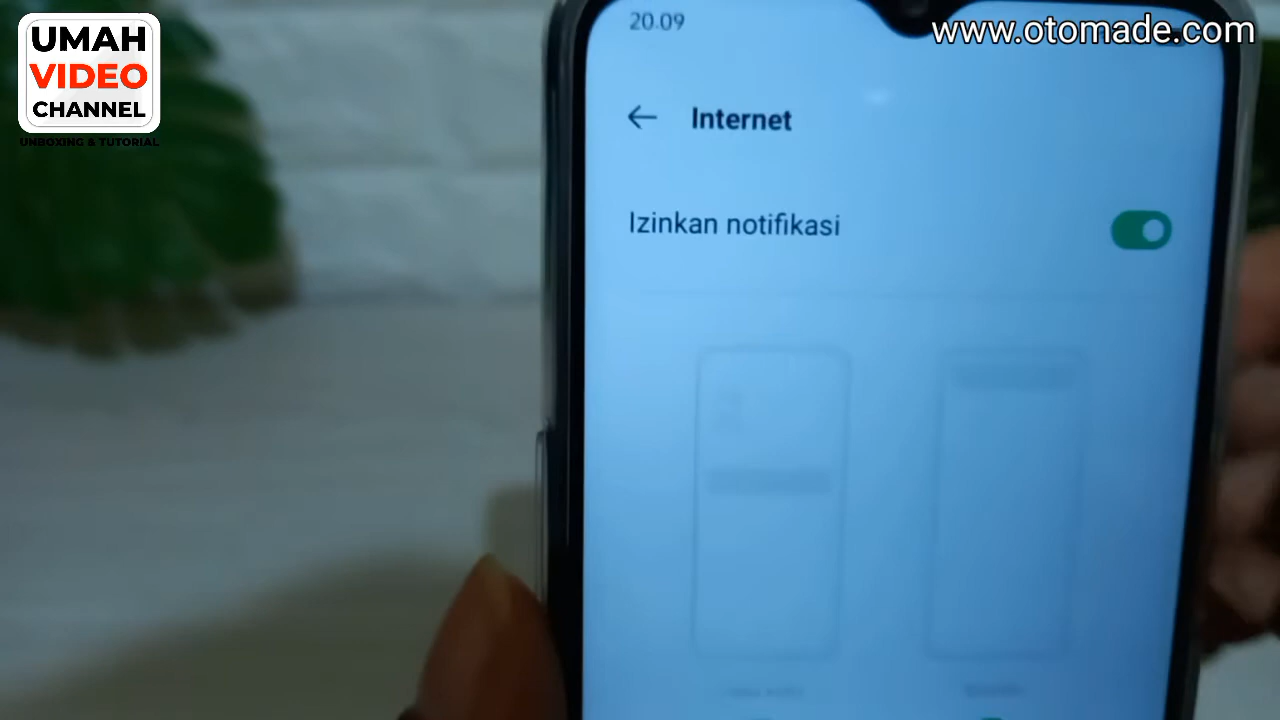 UMAH
VIDEO
CHANNEL
UNBOXING & TUTORIAL
www.otomade.com
20.09
Internet
Izinkan notifikasi